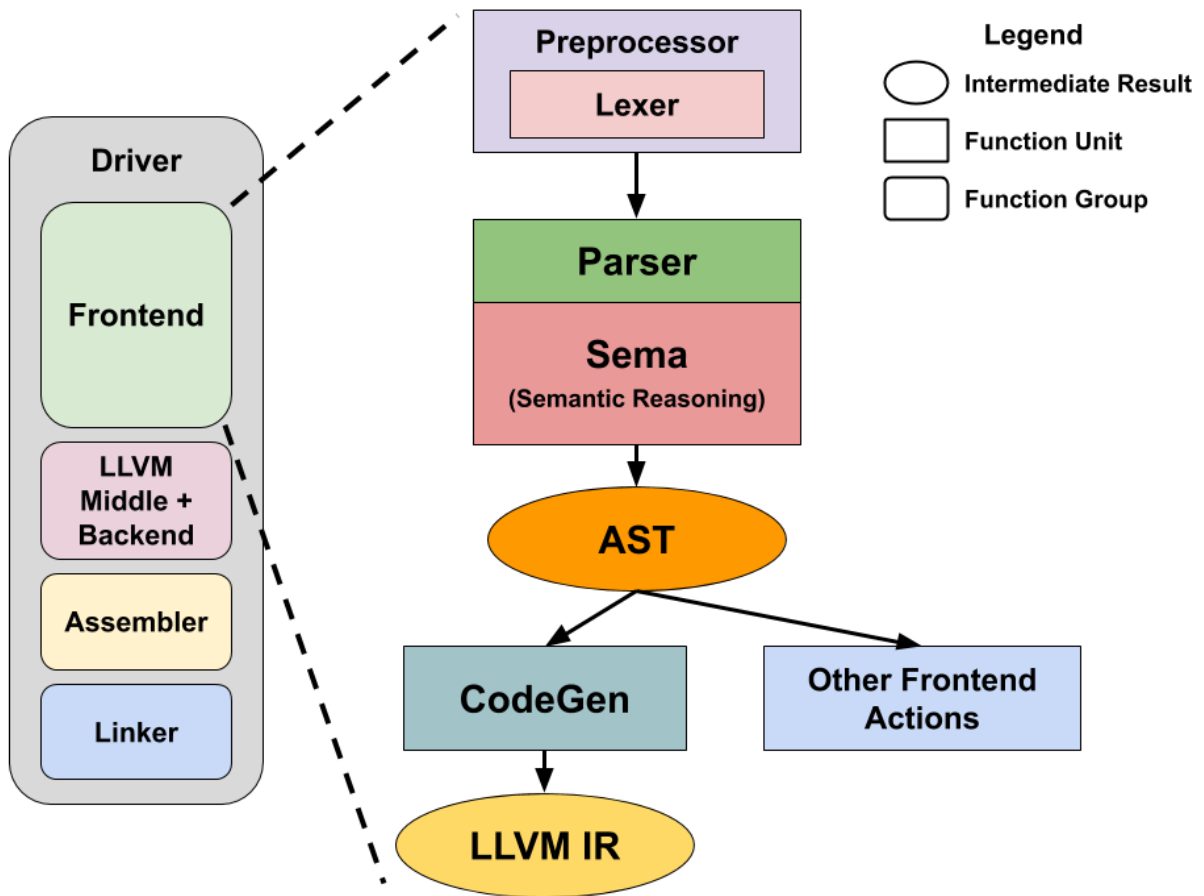 Preprocessor
Lexer
Legend
Intermediate Result
Function Unit
Function Group
Driver
Frontend
LLVM
Middle +
Backend
Assembler
Linker
Parser
Sema
(Semantic Reasoning)
AST
CodeGen
Other Frontend
Actions
LLVM IR